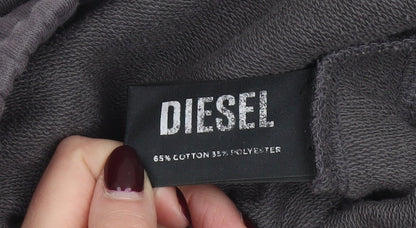 DIESEL
65% COTTON 35% POLYESTER